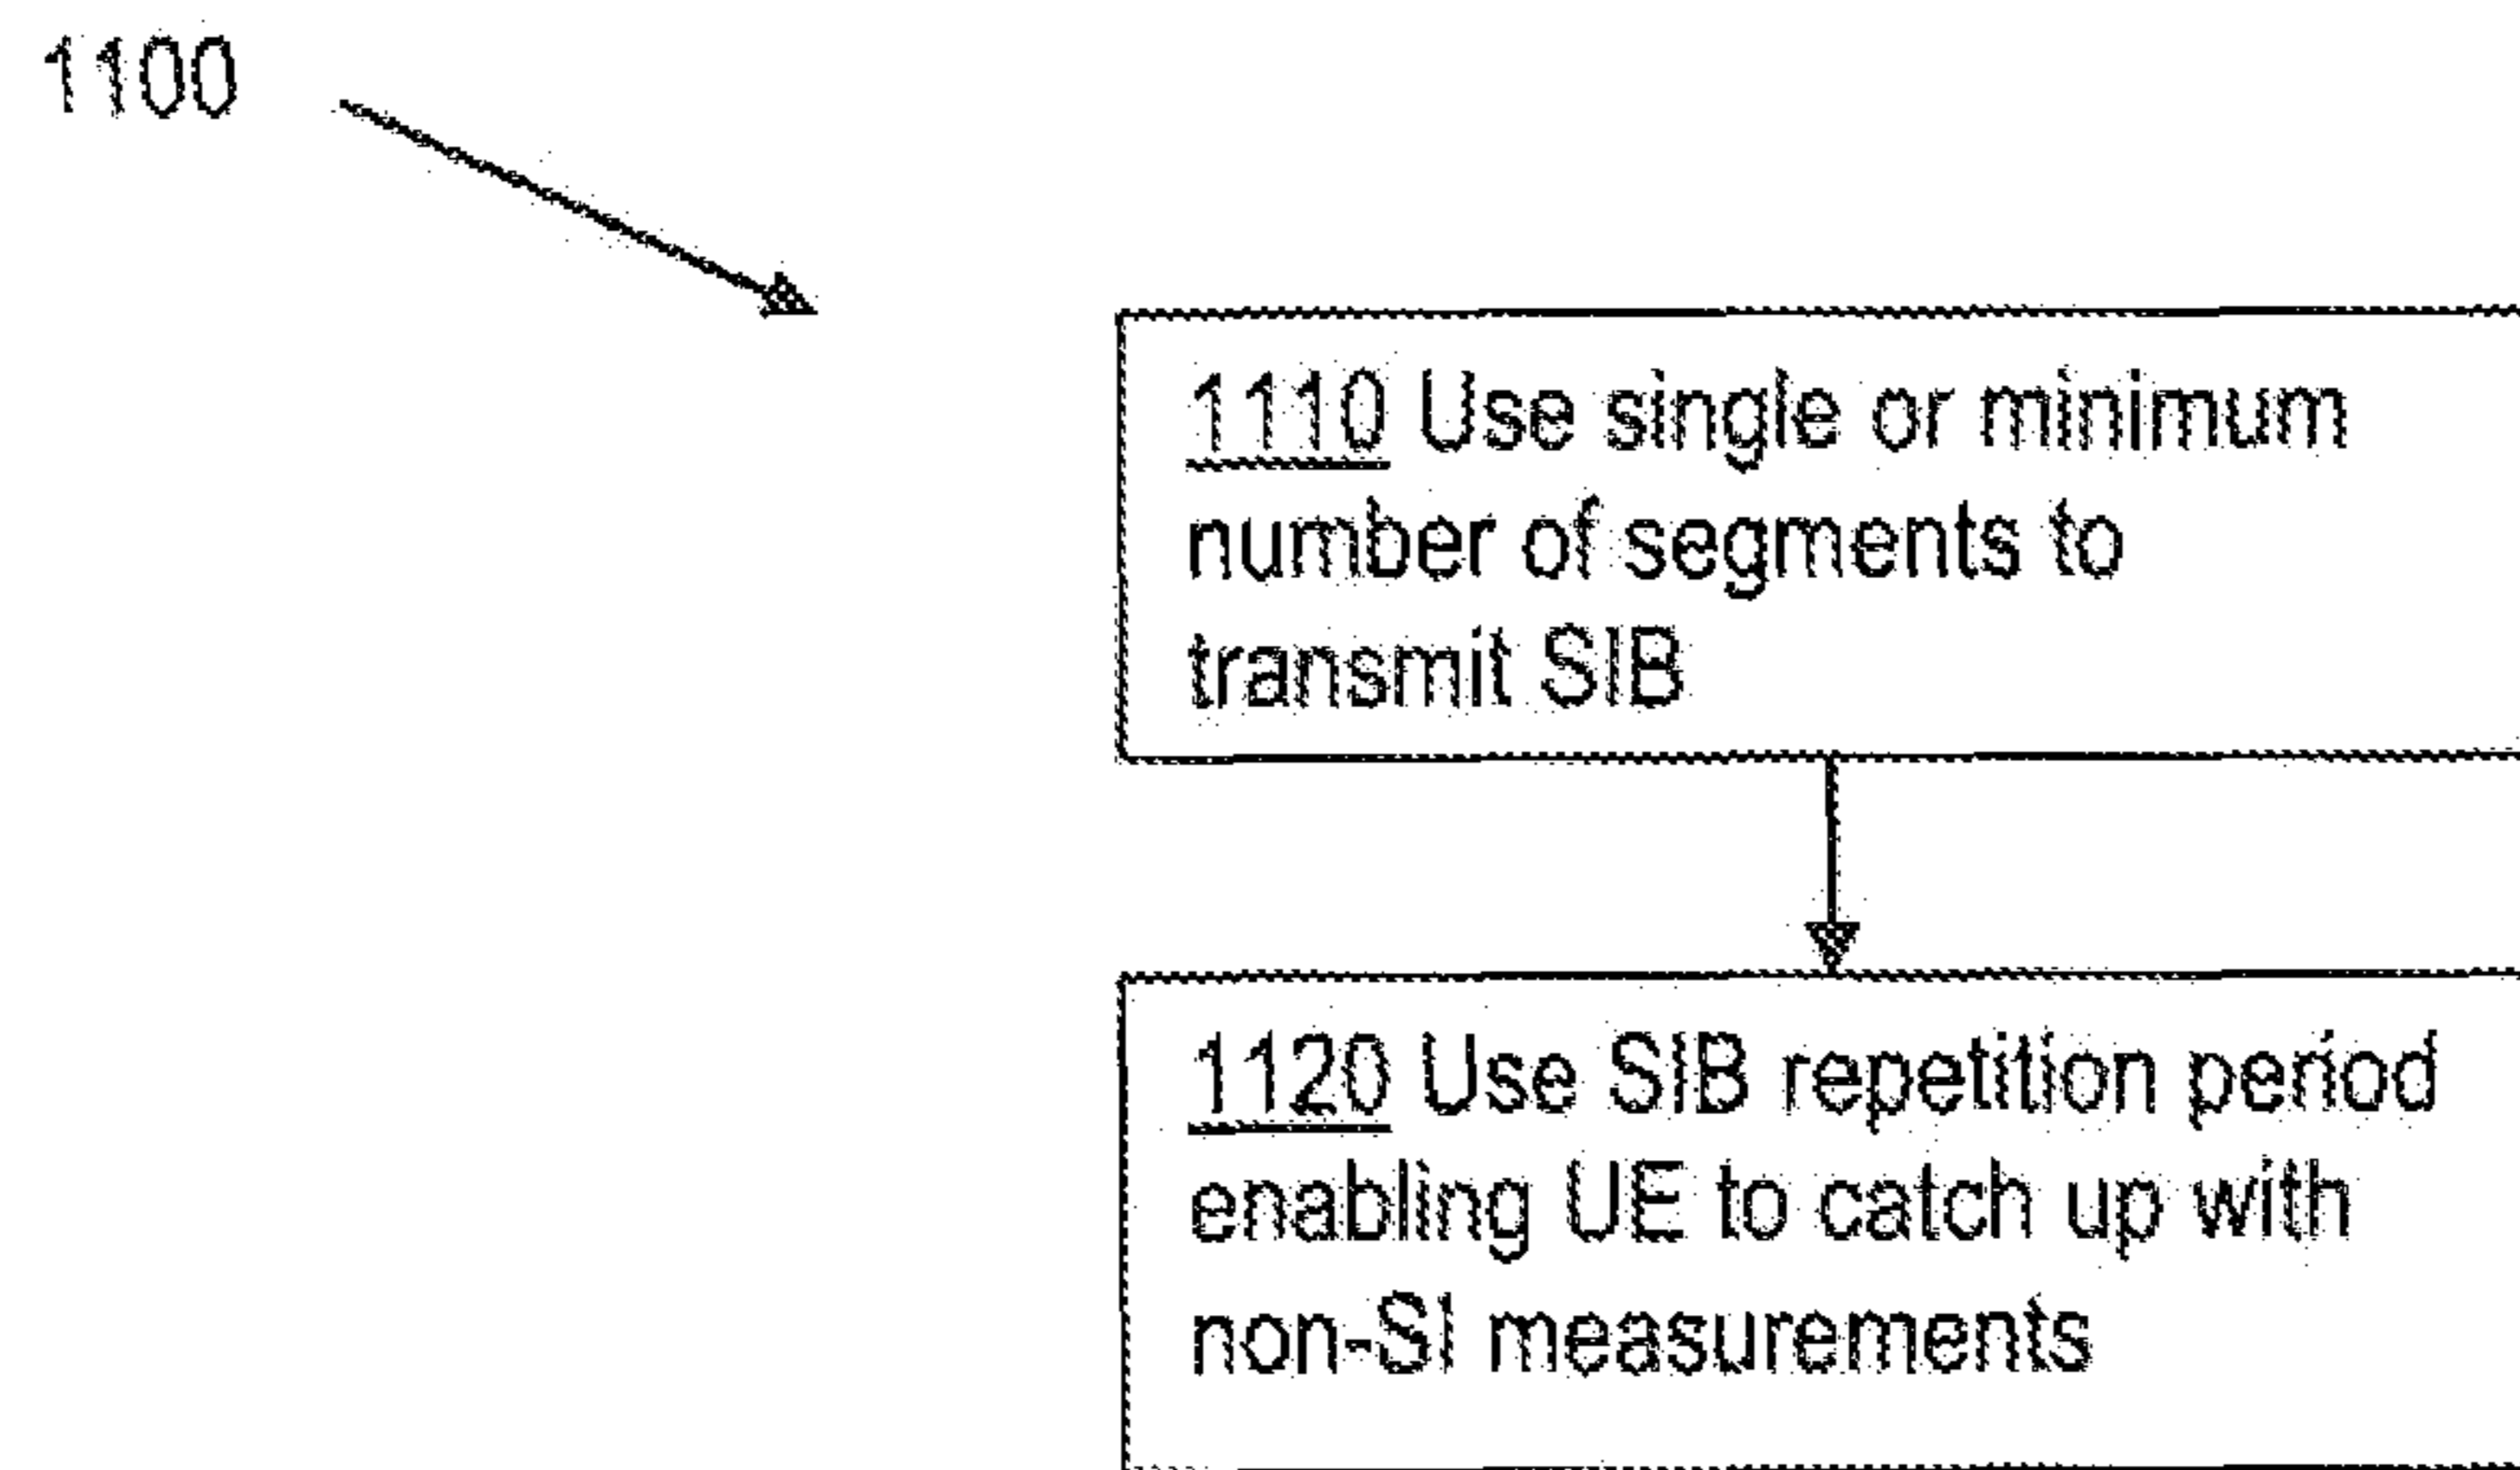 1100
1110 Use single or minimum
number of segments to
transmit SIB
1120 Use SIB repetition period
enabling UE to catch up with
non-SI measurements